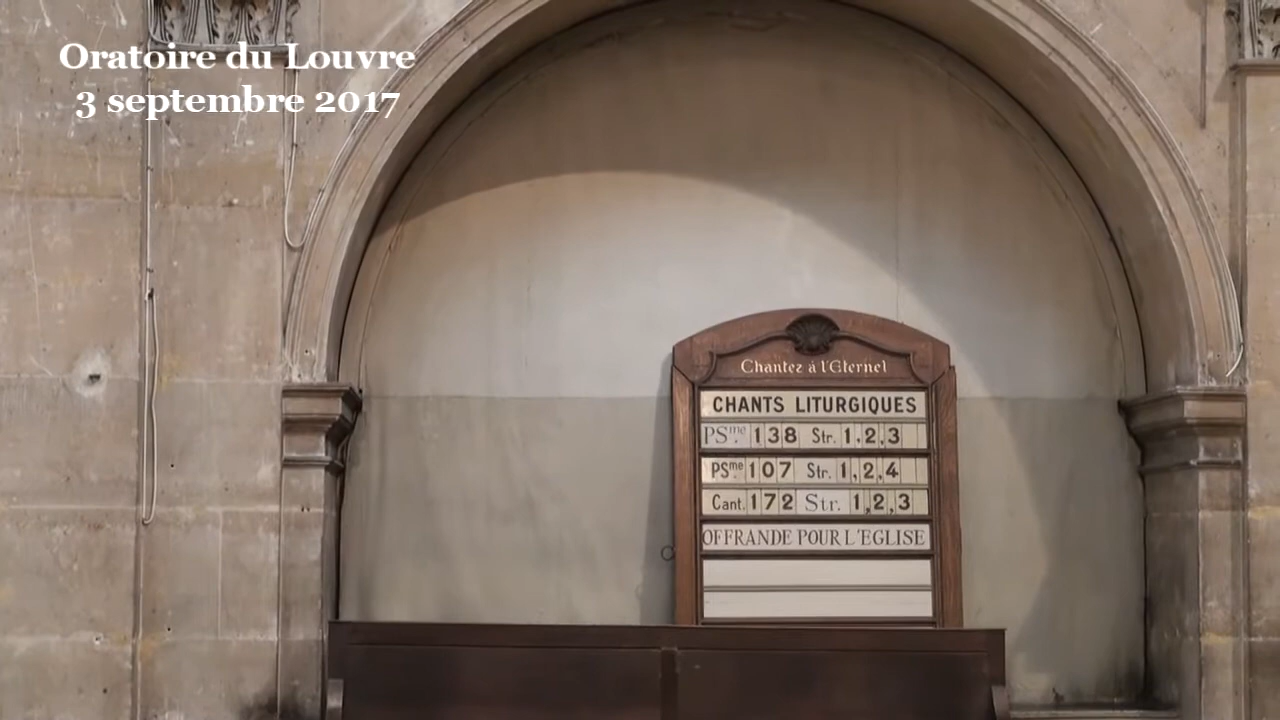 Oratoire du Louvre
3 septembre 2017
Chantez à l'Eternel
CHANTS LITURGIQUES
PSme. 138 Str. 1.2.3
PSme 107 Str. 1,2,4
Cant. 172 Str. 1,2,3
OFFRANDE POUR L'EGLISE